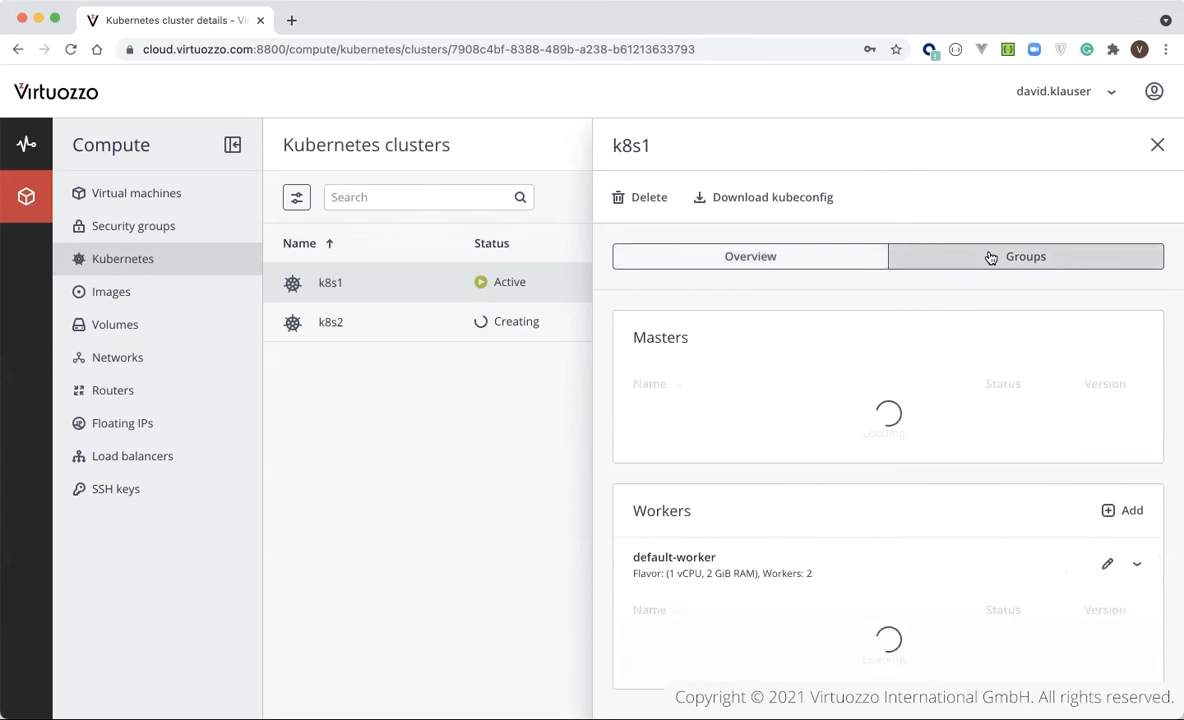 Kubernetes cluster details - Vi
cloud.virtuozzo.com:8800/compute/kubernetes/clusters/7908c4bf-8388-489b-a238-b61213633793
1
V
Virtuozzo
david.klauser
Compute
Virtual machines
Security groups
Kubernetes
Images
Volumes
Networks
Routers
Floating IPs
Load balancers
SSH keys
Kubernetes clusters
Search
Name Status
k8s1 Active
k8s2 Creating
k8s1
Delete Download kubeconfig
Overview Groups
Masters
Name Status Version
Loading
Workers Add
default-worker
Flavor: (1 vCPU, 2 GiB RAM), Workers: 2
Name Status Version
Copyright © 2021 Virtuozzo International GmbH. All rights reserved.